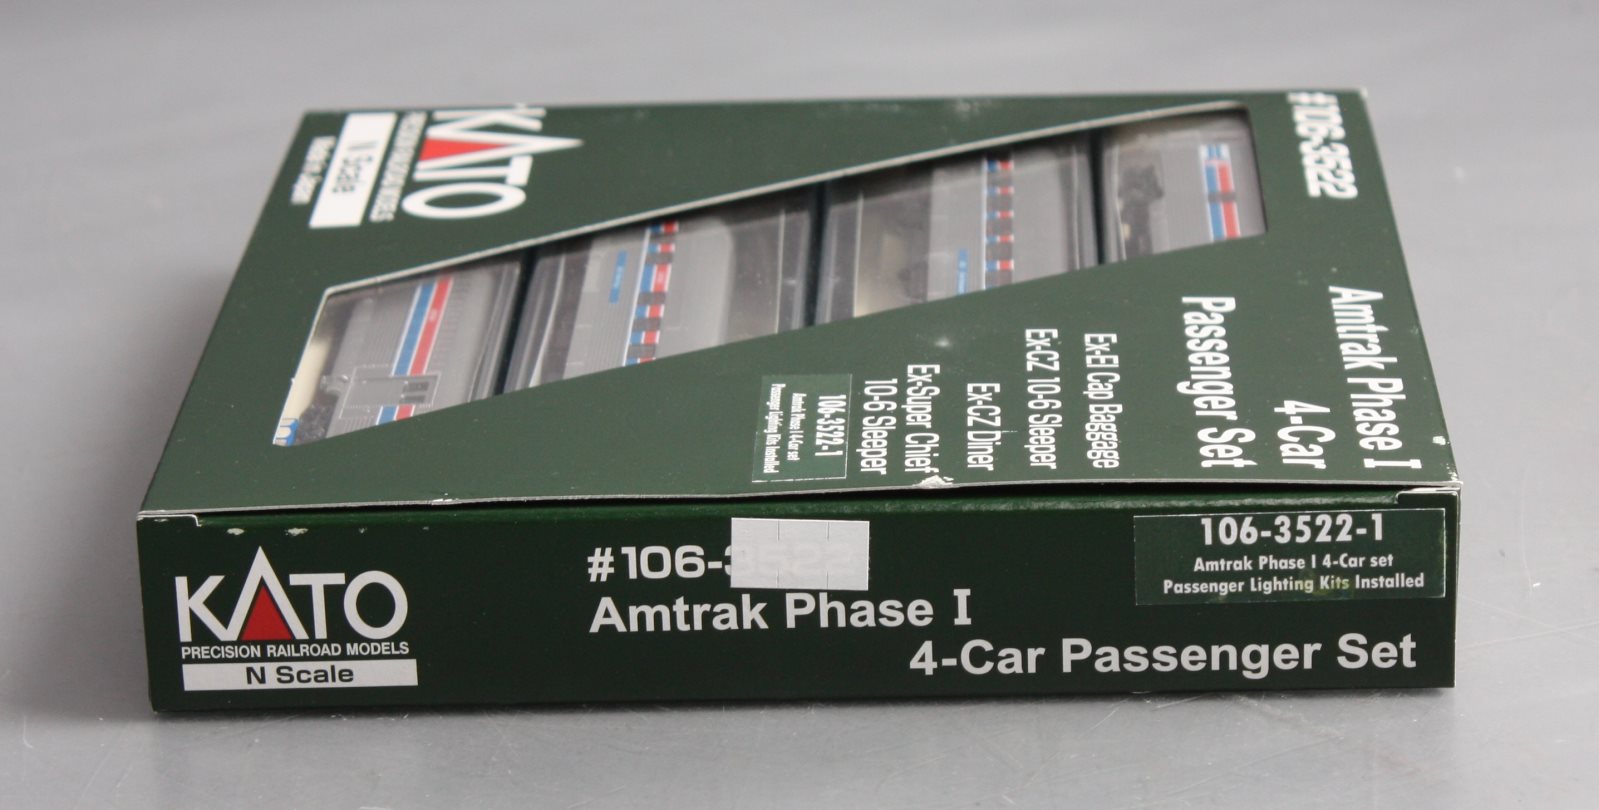 KATO
PRECISION RAILROAD MODELS
N Scale
Made in Japan
#106-3522
Amtrak Phase I
4-Car
Passenger Set
Ex-El Cap Baggage
Ex-CZ 10-6 Sleeper
Ex-CZ Diner
Ex-Super Chief
10-6 Sleeper
106-3522-1
Amtrak Phase I 4-Car set
Passenger Lighting Kits Installed
KATO
PRECISION RAILROAD MODELS
N Scale
#106-3522
Amtrak Phase I
4-Car Passenger Set
106-3522-1
Amtrak Phase I 4-Car set
Passenger Lighting Kits Installed